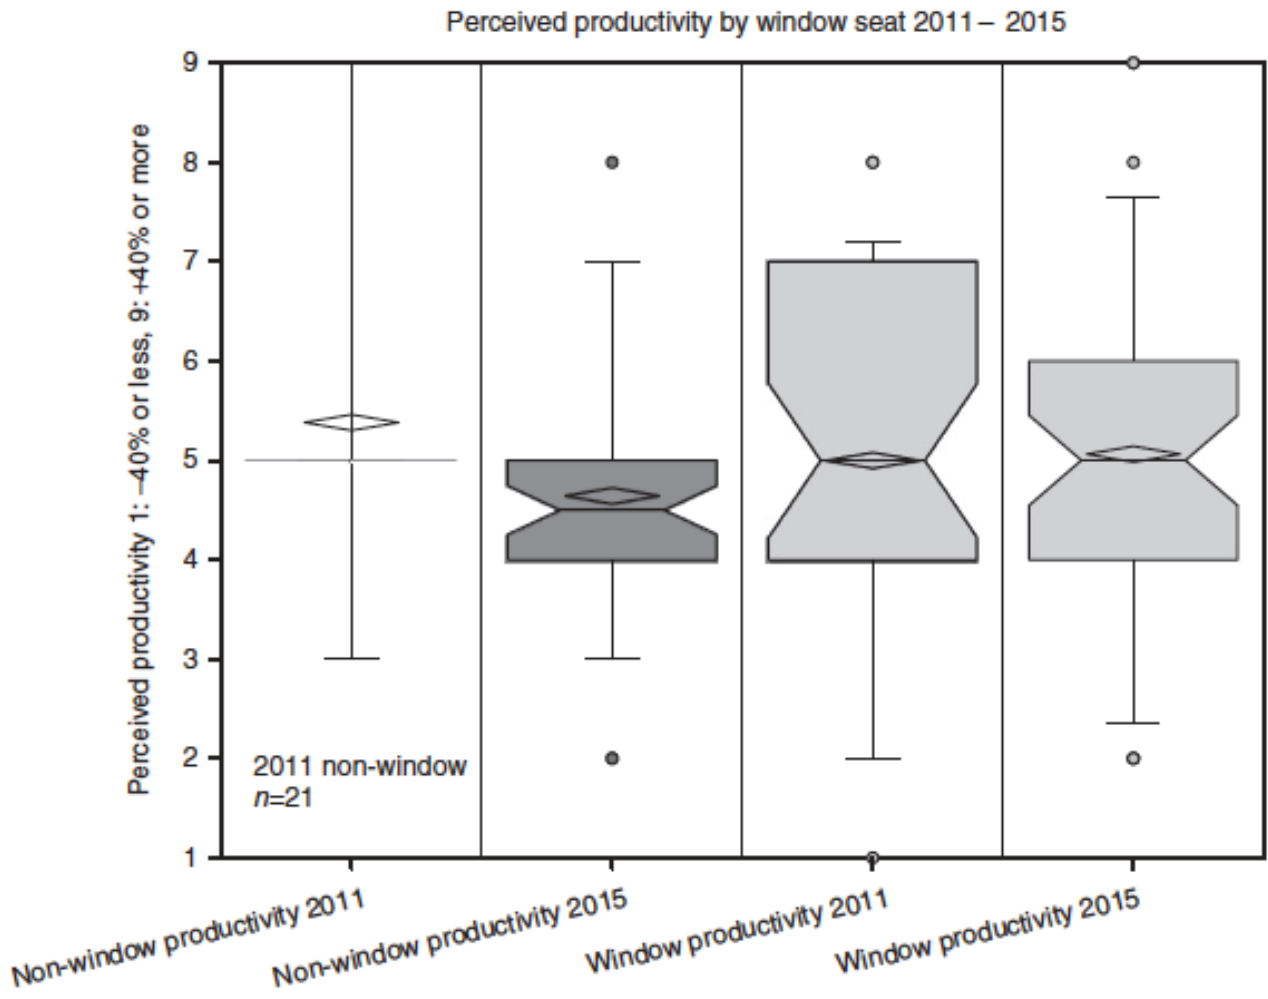 Perceived productivity by window seat 2011 – 2015
Perceived productivity 1: –40% or less, 9: +40% or more
9
8
7
6
5
4
3
2
1
2011 non-window
n=21
Non-window productivity 2011
Non-window productivity 2015
Window productivity 2011
Window productivity 2015